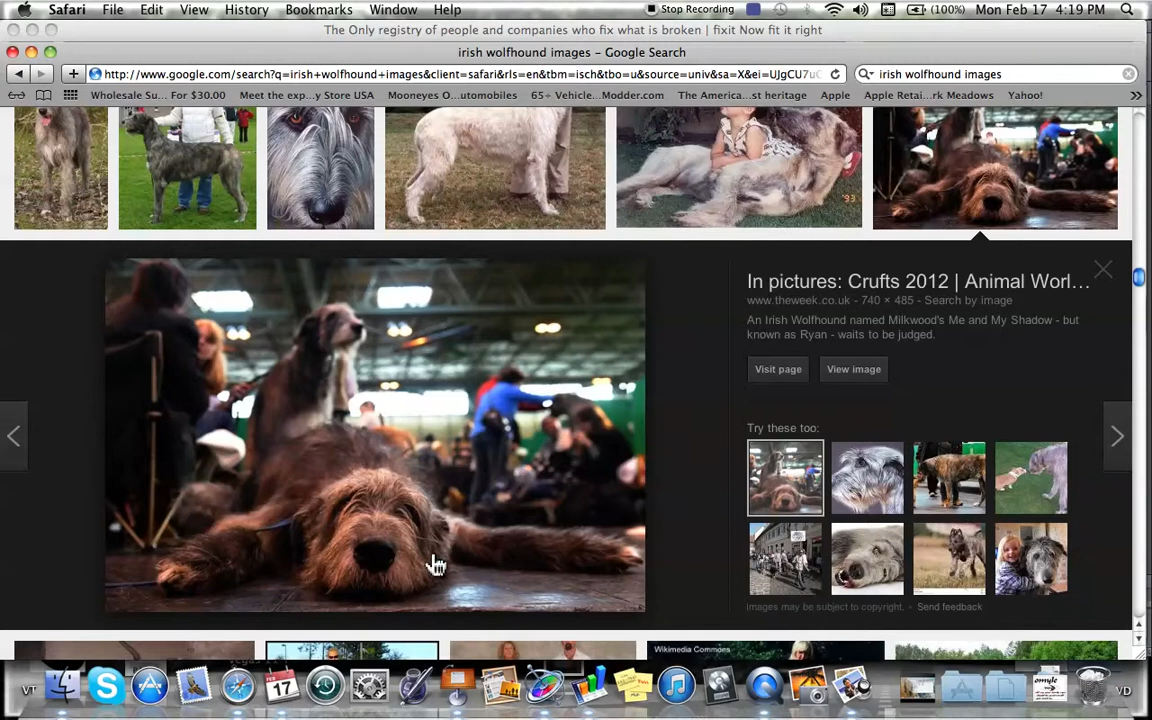 Safari File Edit View History Bookmarks Window Help Stop Recording (100%) Mon Feb 17 4:19 PM
The Only registry of people and companies who fix what is broken | fixit Now fit it right
irish wolfhound images – Google Search
http://www.google.com/search?q=irish+wolfhound+images&client=safari&rls=en&tbm=isch&tbo=u&source=univ&sa=X&ei=UJgCU7uC irish wolfhound images
Wholesale Su... For $30.00 Meet the exp...y Store USA Mooneyes O...utomobiles 65+ Vehicle...Modder.com The America...st heritage Apple Apple Retai...rk Meadows Yahoo!
'93
In pictures: Crufts 2012 | Animal Worl...
www.theweek.co.uk - 740 × 485 - Search by image
An Irish Wolfhound named Milkwood's Me and My Shadow - but
known as Ryan - waits to be judged.
Visit page View image
Try these too:
Images may be subject to copyright. - Send feedback
Wikimedia Commons
17
VT
VD